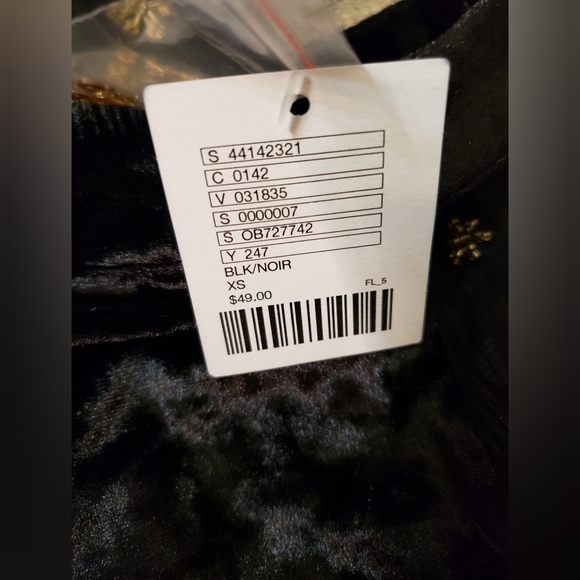 S 44142321
C 0142
V 031835
S 0000007
S OB727742
Y 247
BLK/NOIR
XS
$49.00 FL_5